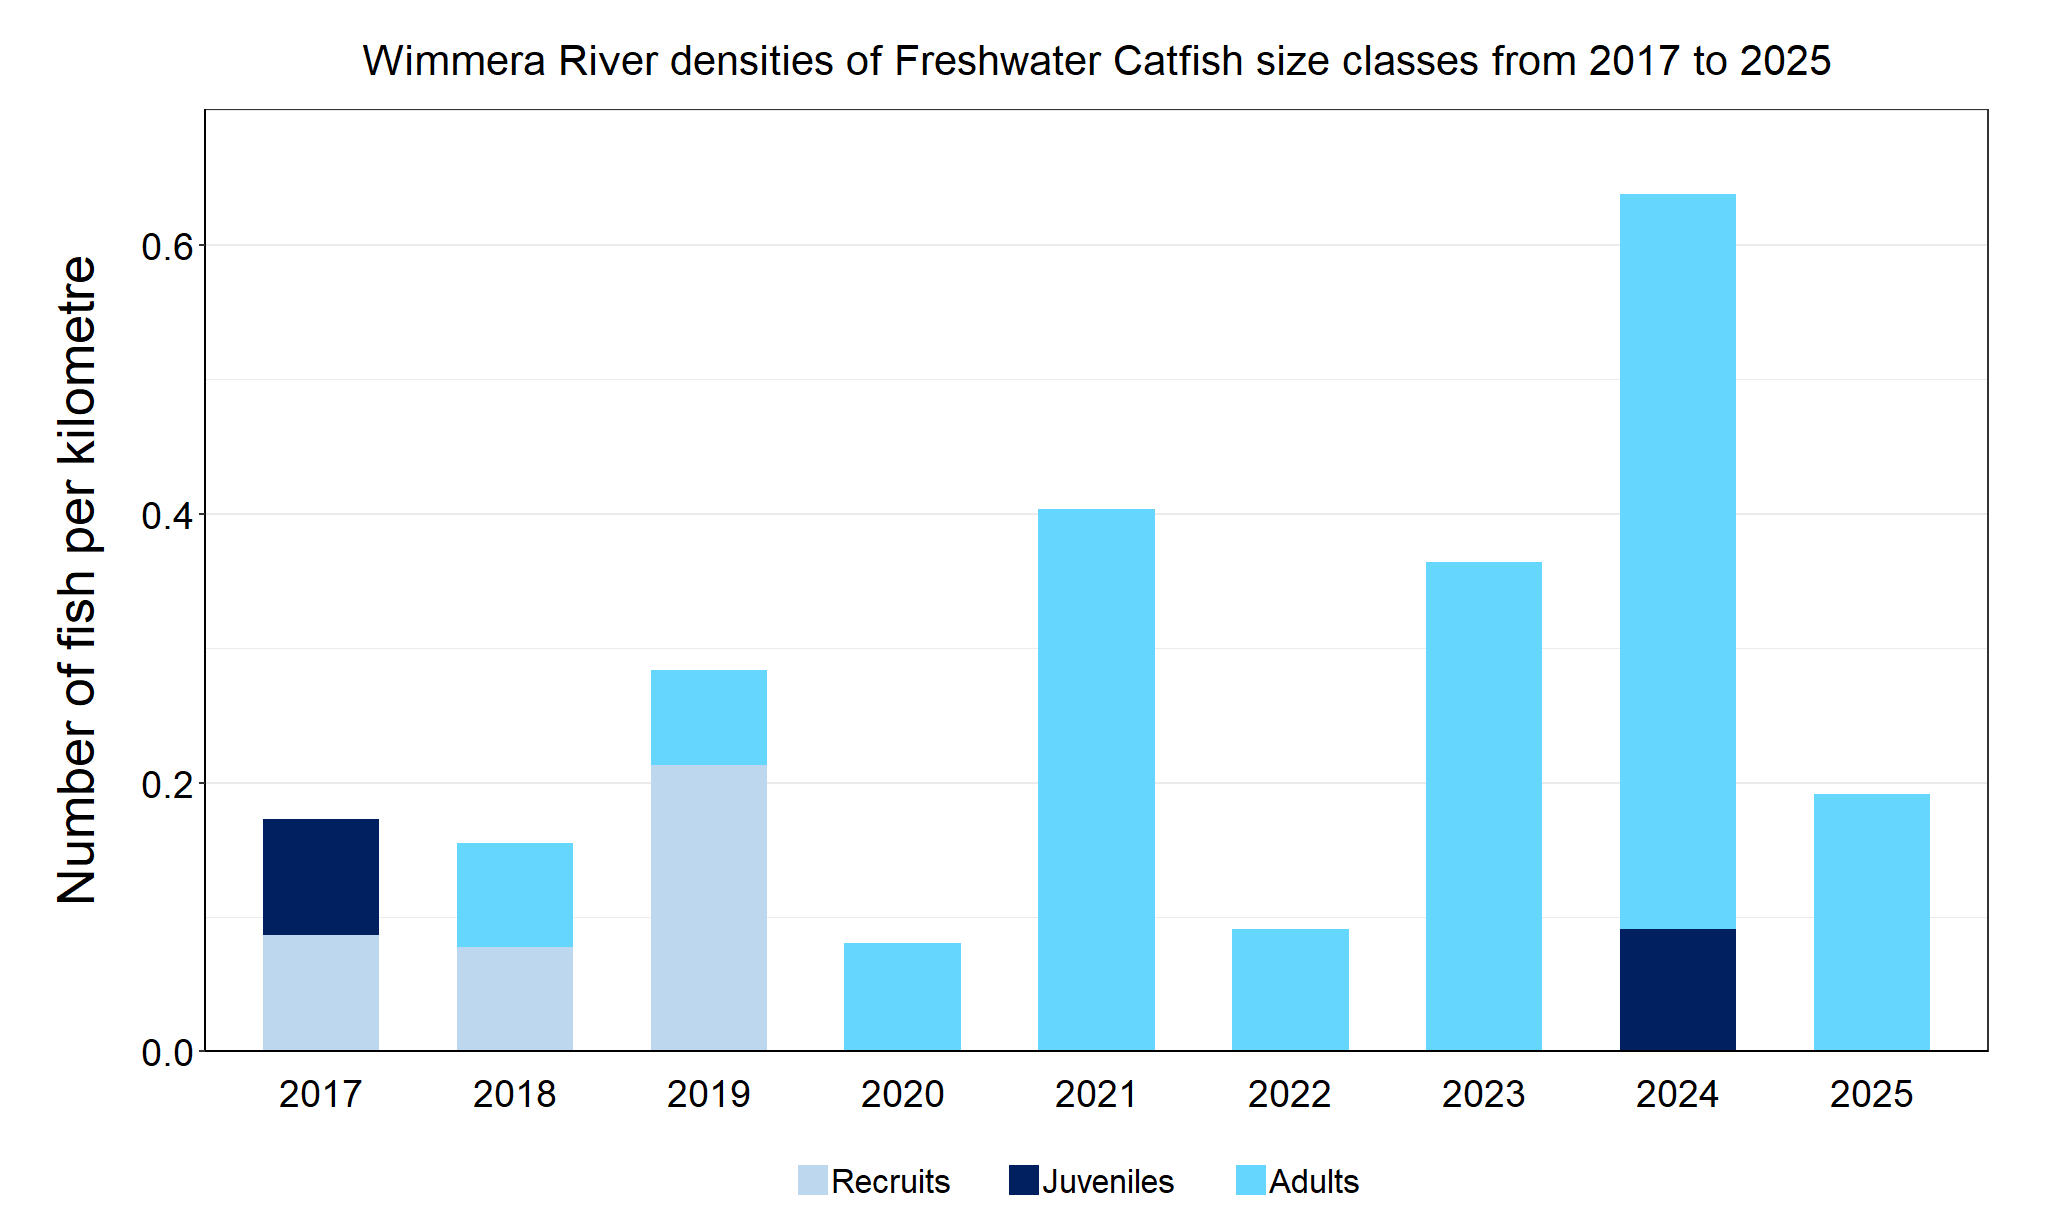 Wimmera River densities of Freshwater Catfish size classes from 2017 to 2025
Number of fish per kilometre
0.6
0.4
0.2
0.0
2017 2018 2019 2020 2021 2022 2023 2024 2025
Recruits Juveniles Adults